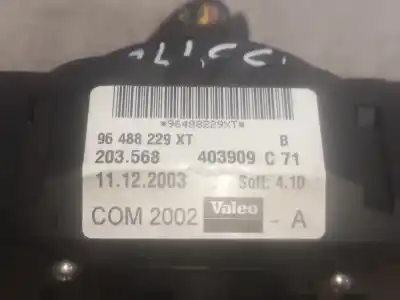 *96488229XT*
96 488 229 XT B
203.568 403909 C 71
11.12.2003 Soft: 4.10
COM 2002 Valeo - A